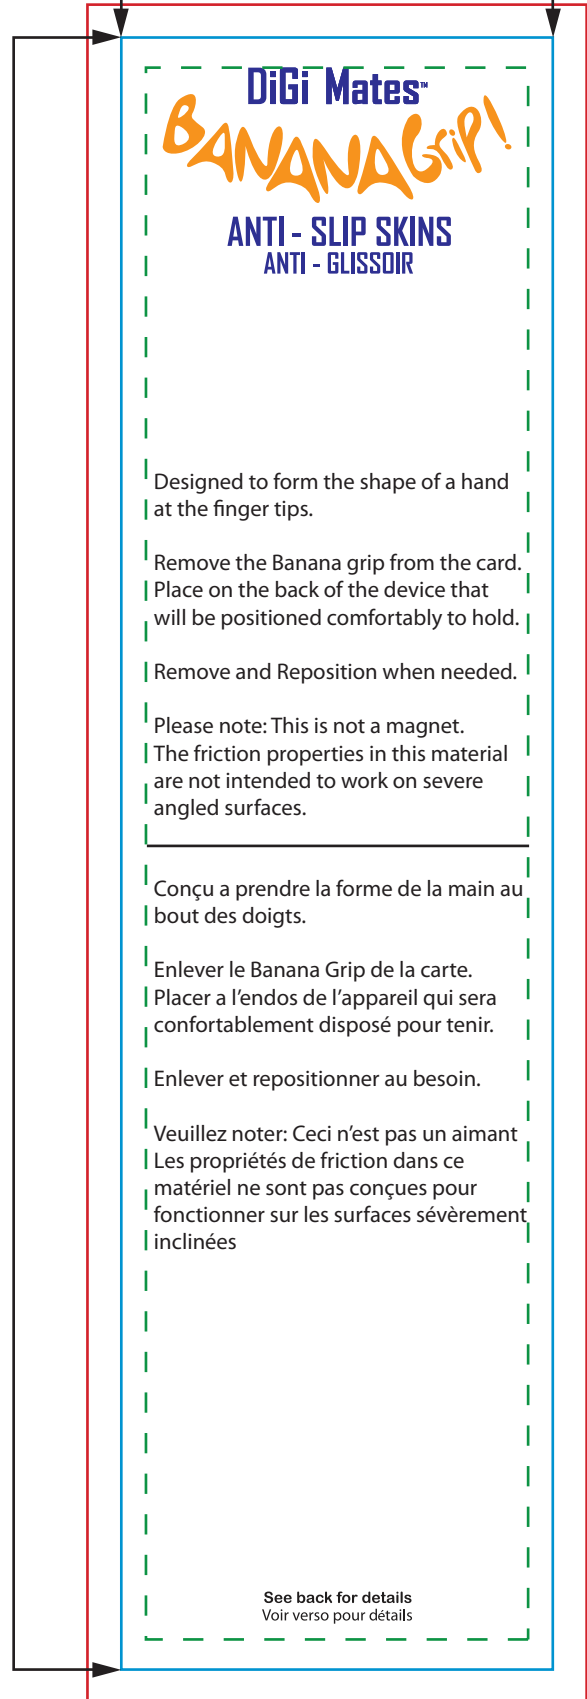 DiGi Mates™
BANANA Grip!
ANTI - SLIP SKINS
ANTI - GLISSOIR
Designed to form the shape of a hand
at the finger tips.
Remove the Banana grip from the card.
Place on the back of the device that
will be positioned comfortably to hold.
Remove and Reposition when needed.
Please note: This is not a magnet.
The friction properties in this material
are not intended to work on severe
angled surfaces.
Conçu a prendre la forme de la main au
bout des doigts.
Enlever le Banana Grip de la carte.
Placer a l’endos de l’appareil qui sera
confortablement disposé pour tenir.
Enlever et repositionner au besoin.
Veuillez noter: Ceci n’est pas un aimant
Les propriétés de friction dans ce
matériel ne sont pas conçues pour
fonctionner sur les surfaces sévèrement
inclinées
See back for details
Voir verso pour détails